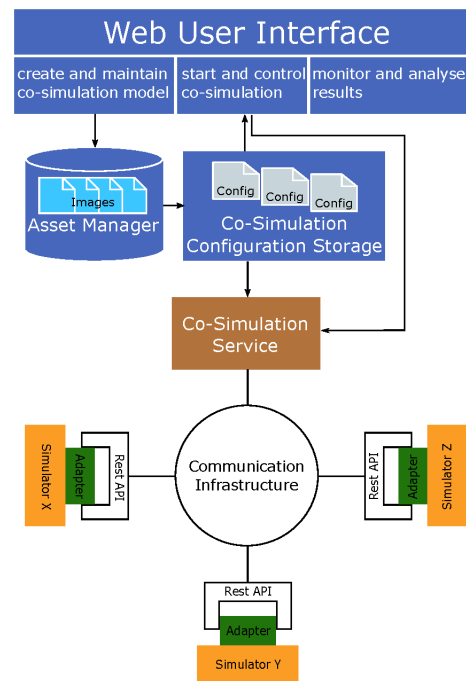 Web User Interface
create and maintain
co-simulation model
start and control
co-simulation
monitor and analyse
results
Images
Asset Manager
Config
Config
Config
Co-Simulation
Configuration Storage
Co-Simulation
Service
Communication
Infrastructure
Simulator X
Adapter
Rest API
Rest API
Adapter
Simulator Z
Rest API
Adapter
Simulator Y